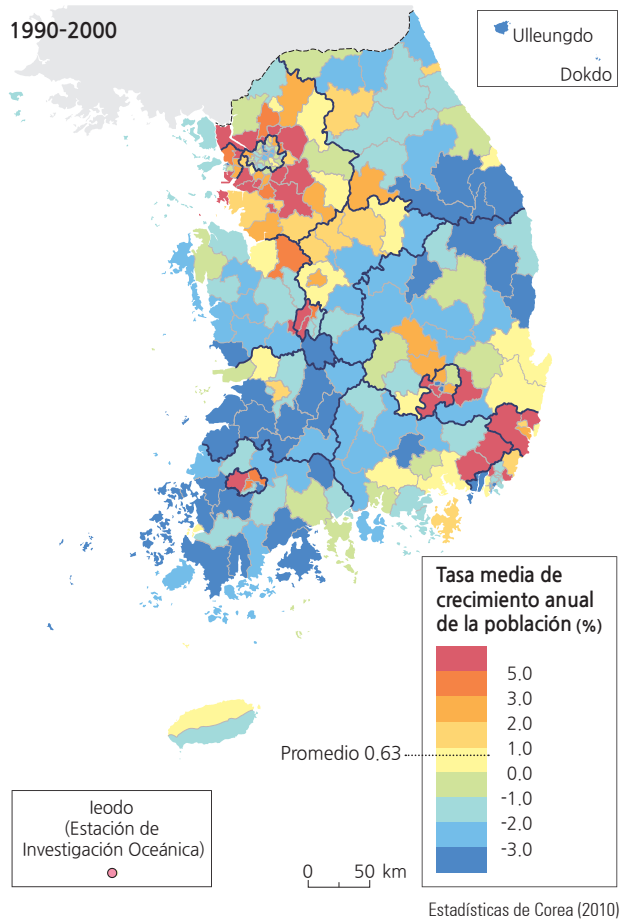 1990-2000
Ulleungdo
Dokdo
Tasa media de
crecimiento anual
de la población (%)
5.0
3.0
2.0
1.0
Promedio 0.63
0.0
-1.0
-2.0
-3.0
Ieodo
(Estación de
Investigación Oceánica)
0 50 km
Estadísticas de Corea (2010)